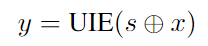 y = UIE(s ⊕ x)